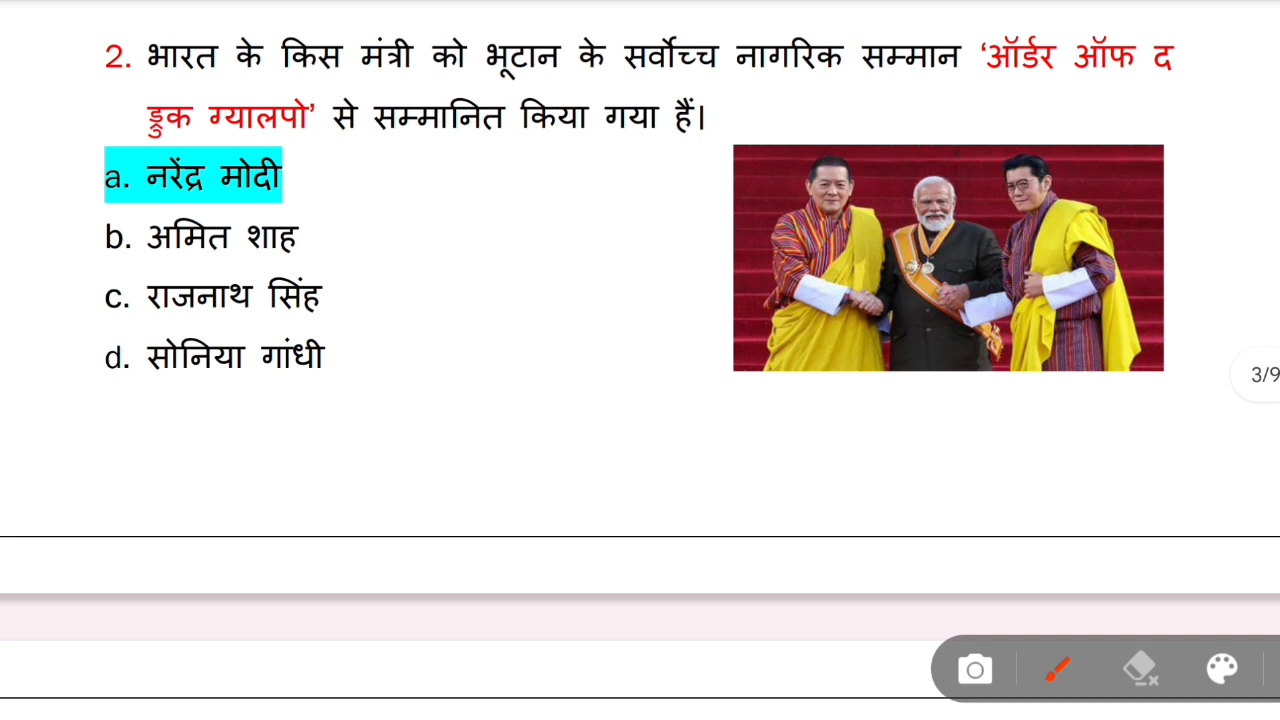 2. भारत के किस मंत्री को भूटान के सर्वोच्च नागरिक सम्मान ‘ऑर्डर ऑफ द
ड्रुक ग्यालपो’ से सम्मानित किया गया हैं।
a. नरेंद्र मोदी
b. अमित शाह
c. राजनाथ सिंह
d. सोनिया गांधी
3/9